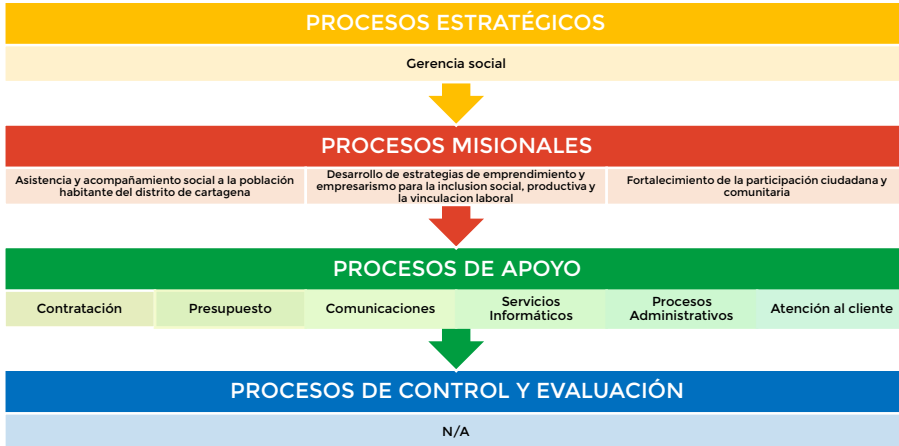 PROCESOS ESTRATÉGICOS
Gerencia social
PROCESOS MISIONALES
Asistencia y acompañamiento social a la población
habitante del distrito de cartagena
Desarrollo de estrategias de emprendimiento y
empresarismo para la inclusion social, productiva y
la vinculacion laboral
Fortalecimiento de la participación ciudadana y
comunitaria
PROCESOS DE APOYO
Contratación
Presupuesto
Comunicaciones
Servicios
Informáticos
Procesos
Administrativos
Atención al cliente
PROCESOS DE CONTROL Y EVALUACIÓN
N/A